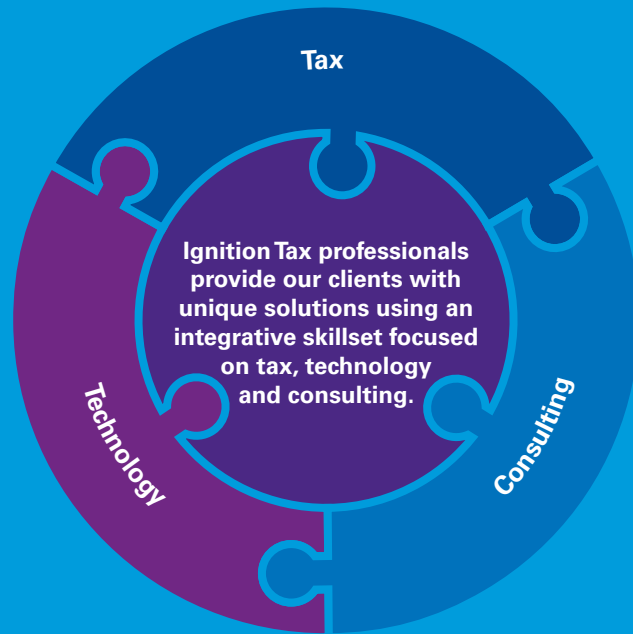 Tax
Ignition Tax professionals
provide our clients with
unique solutions using an
integrative skillset focused
on tax, technology
and consulting.
Technology
Consulting